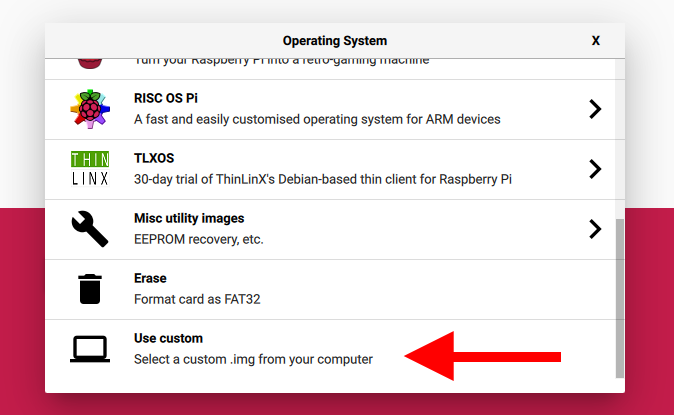 Operating System
X
Turn your Raspberry Pi into a retro-gaming machine
RISC OS Pi
A fast and easily customised operating system for ARM devices
THIN
LINX
TLXOS
30-day trial of ThinLinX's Debian-based thin client for Raspberry Pi
Misc utility images
EEPROM recovery, etc.
Erase
Format card as FAT32
Use custom
Select a custom .img from your computer